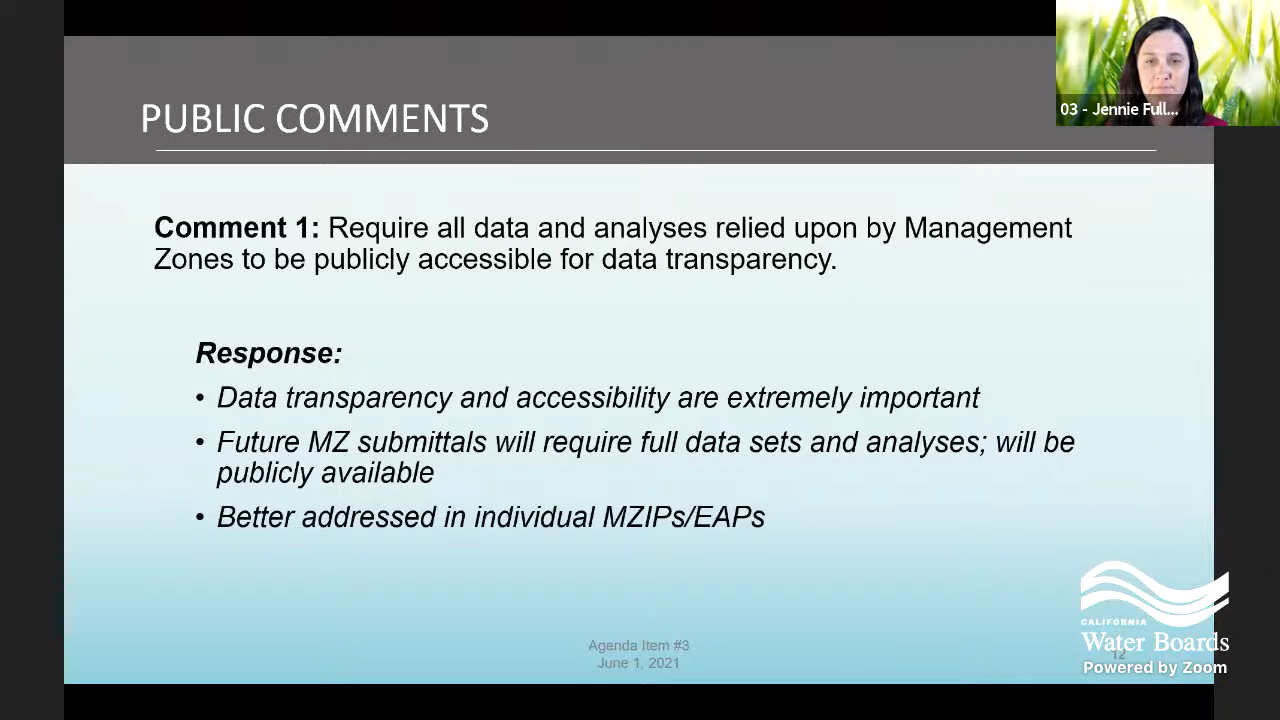 PUBLIC COMMENTS
03 - Jennie Full...
Comment 1: Require all data and analyses relied upon by Management
Zones to be publicly accessible for data transparency.
Response:
• Data transparency and accessibility are extremely important
• Future MZ submittals will require full data sets and analyses; will be
publicly available
• Better addressed in individual MZIPs/EAPs
Agenda Item #3
June 1, 2021
12
CALIFORNIA
Water Boards
Powered by Zoom